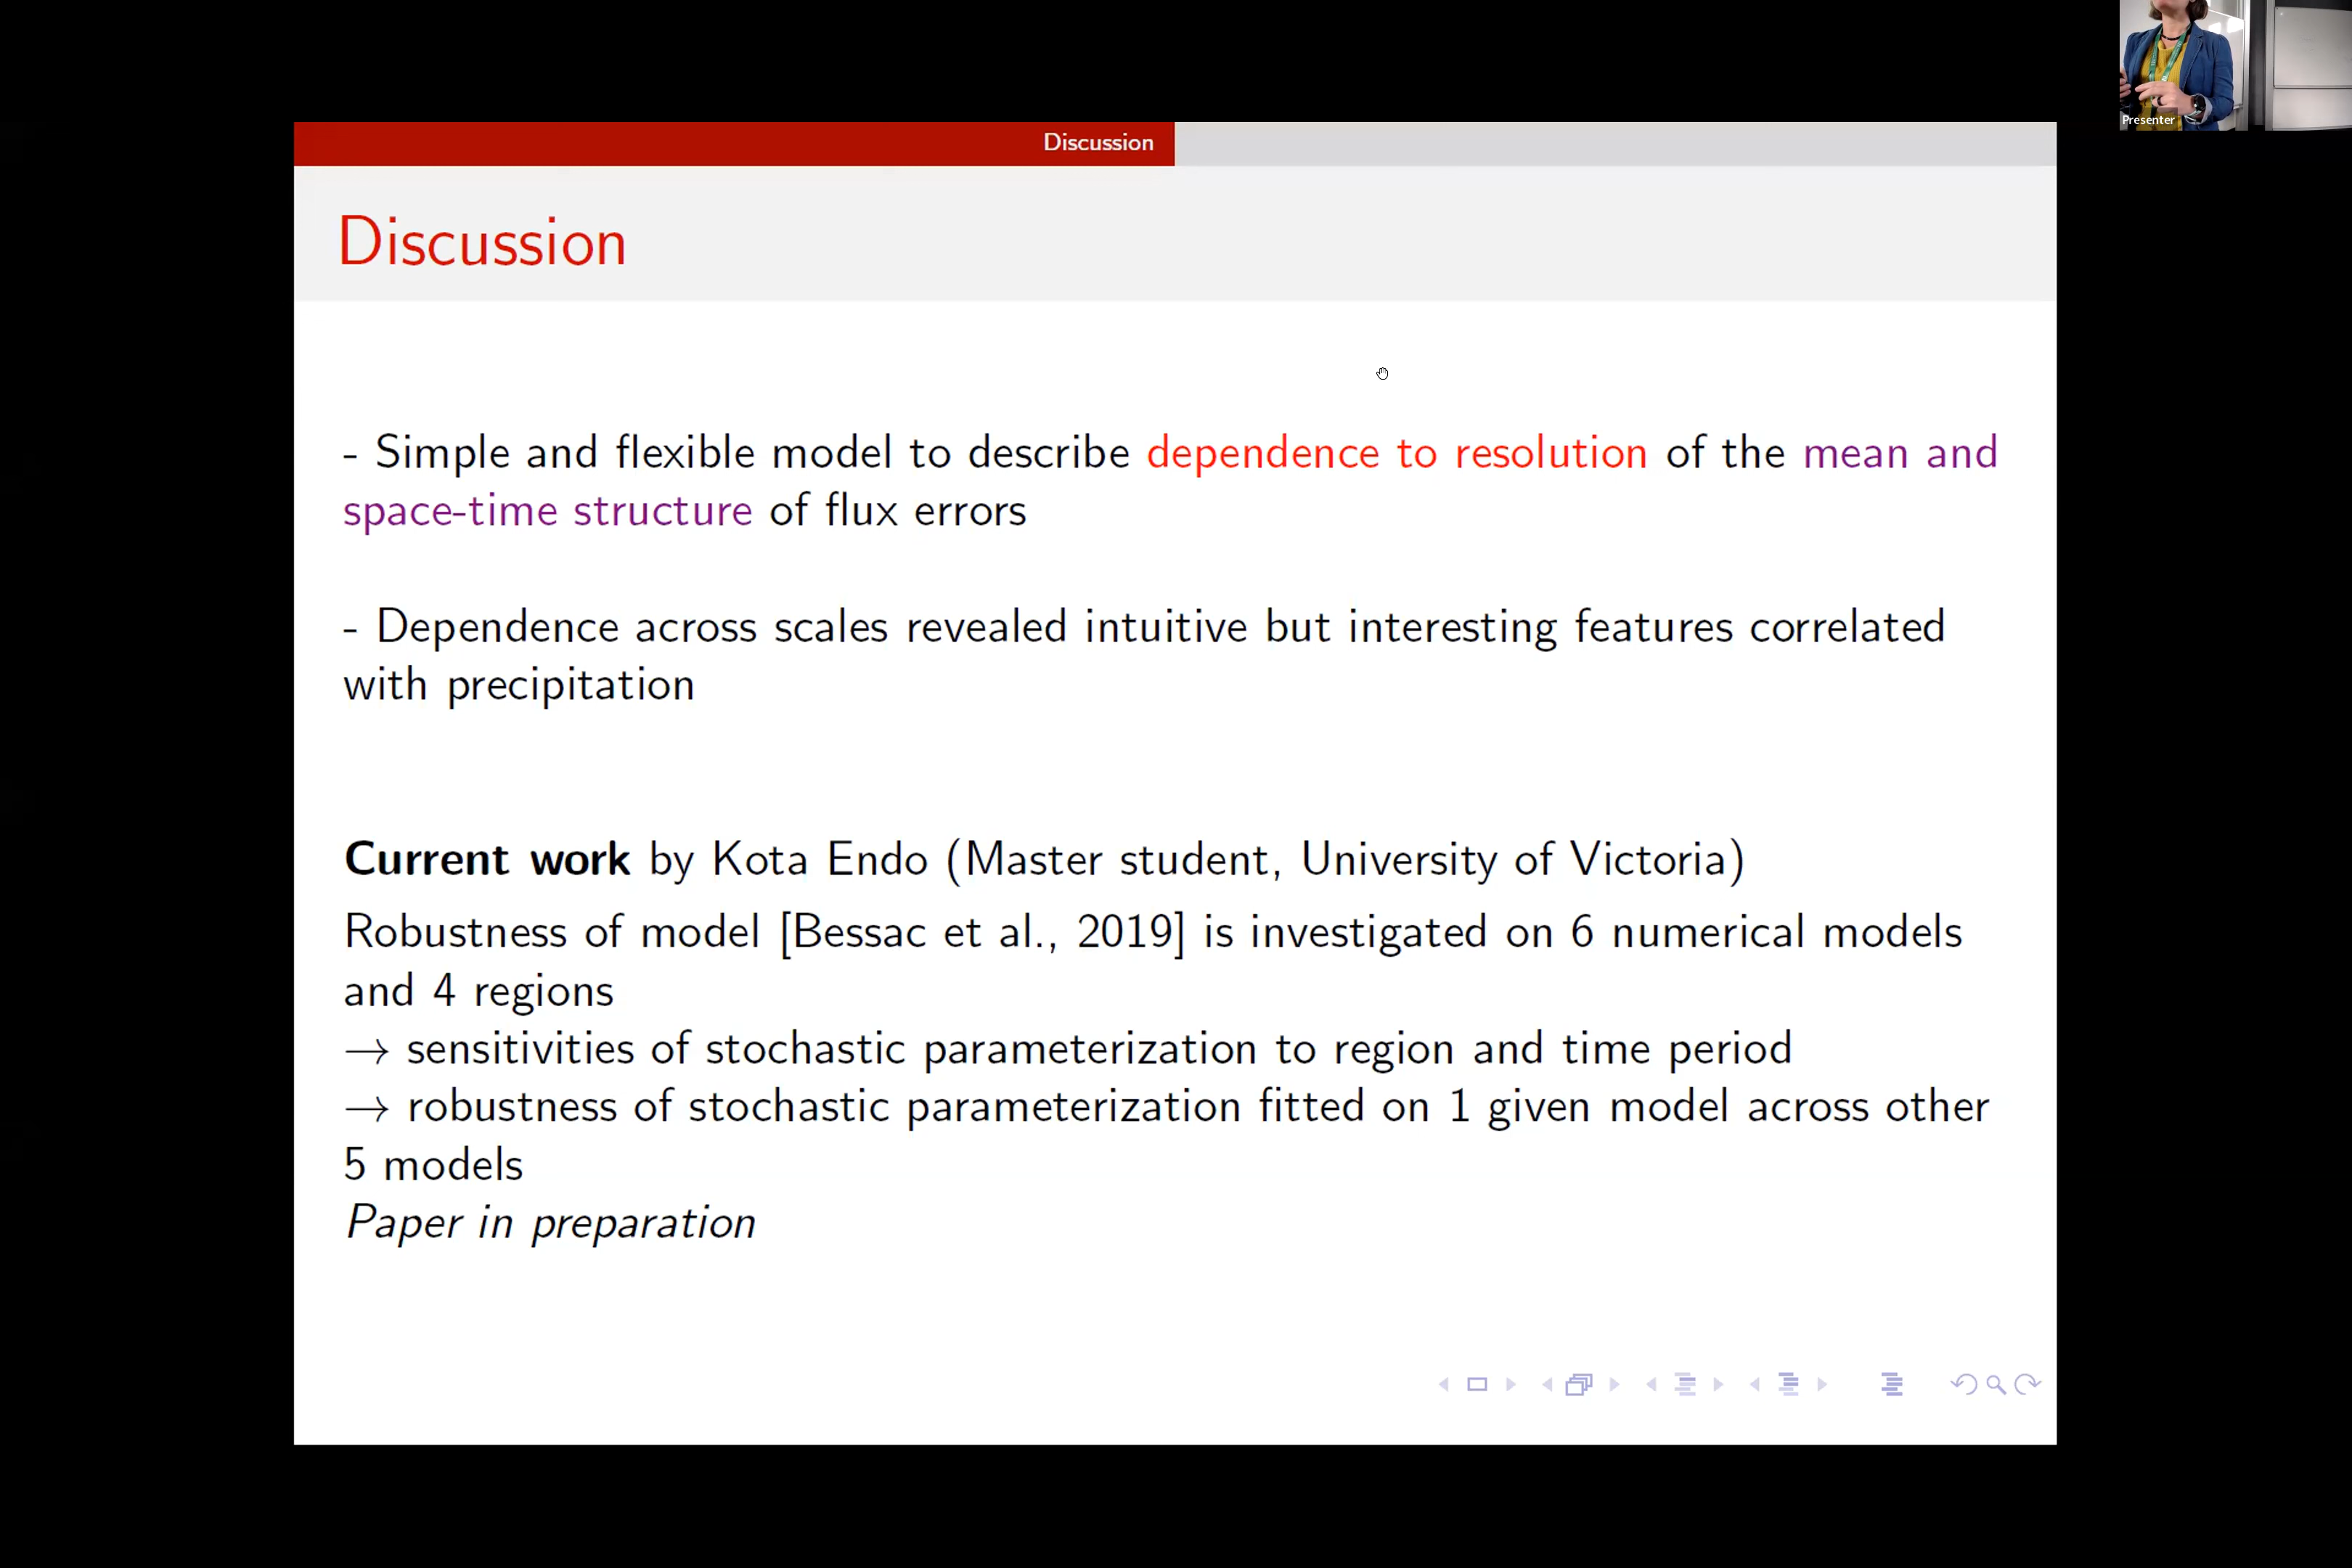 Presenter
Discussion
Discussion
- Simple and flexible model to describe dependence to resolution of the mean and
space-time structure of flux errors
- Dependence across scales revealed intuitive but interesting features correlated
with precipitation
Current work by Kota Endo (Master student, University of Victoria)
Robustness of model [Bessac et al., 2019] is investigated on 6 numerical models
and 4 regions
→ sensitivities of stochastic parameterization to region and time period
→ robustness of stochastic parameterization fitted on 1 given model across other
5 models
Paper in preparation